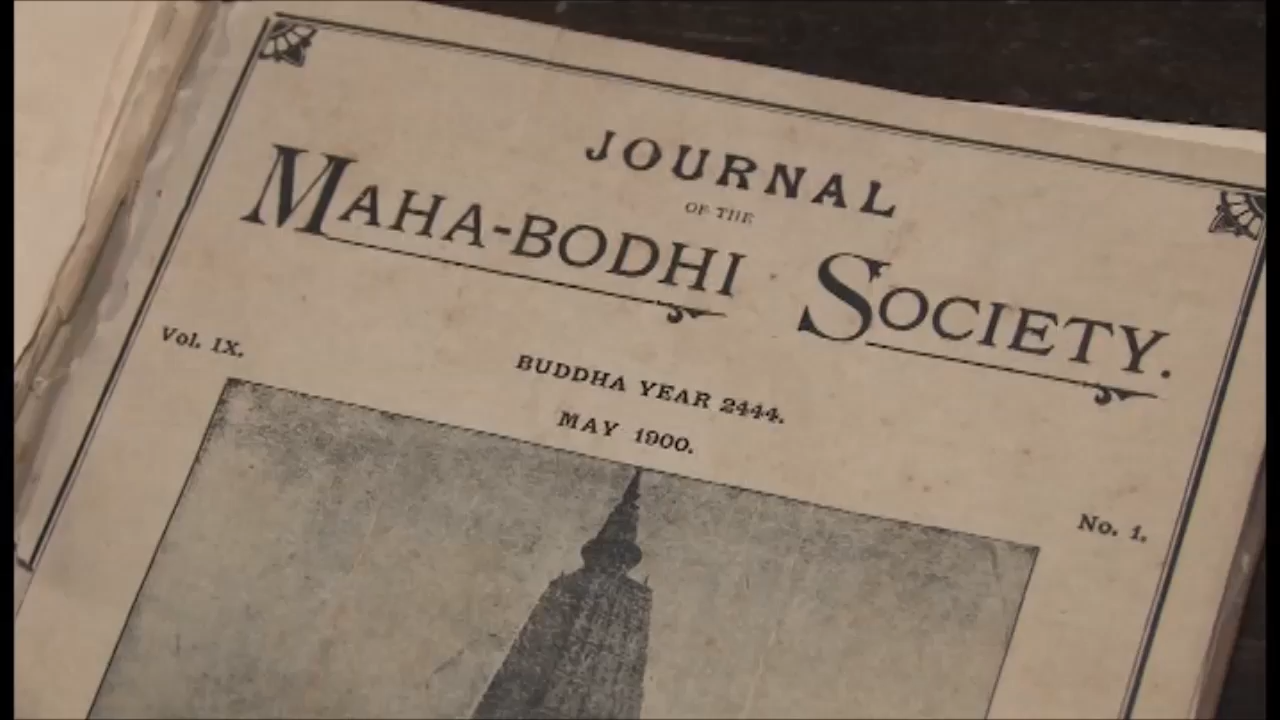 JOURNAL
OF THE
MAHA-BODHI SOCIETY.
Vol. IX.
BUDDHA YEAR 2444.
MAY 1900.
No. 1.